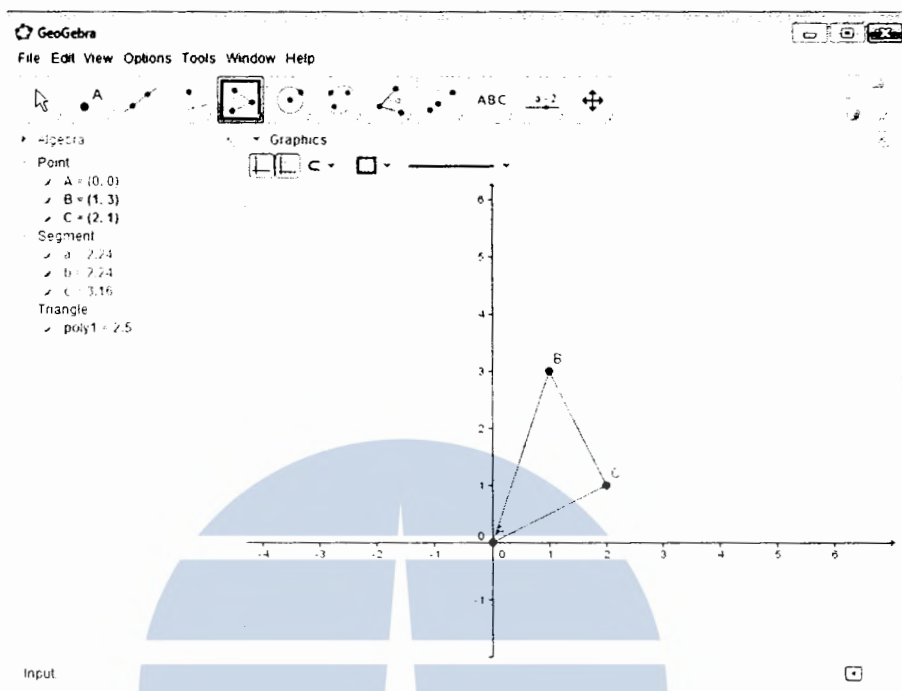 GeoGebra
File Edit View Options Tools Window Help
A
ABC
a=2
Algebra
Graphics
Point
A = (0, 0)
B = (1, 3)
C = (2, 1)
Segment
a = 2.24
b = 2.24
c = 3.16
Triangle
poly1 = 2.5
6
5
4
3
2
1
0
-1
B
C
-4 -3 -2 -1 0 1 2 3 4 5 6
Input